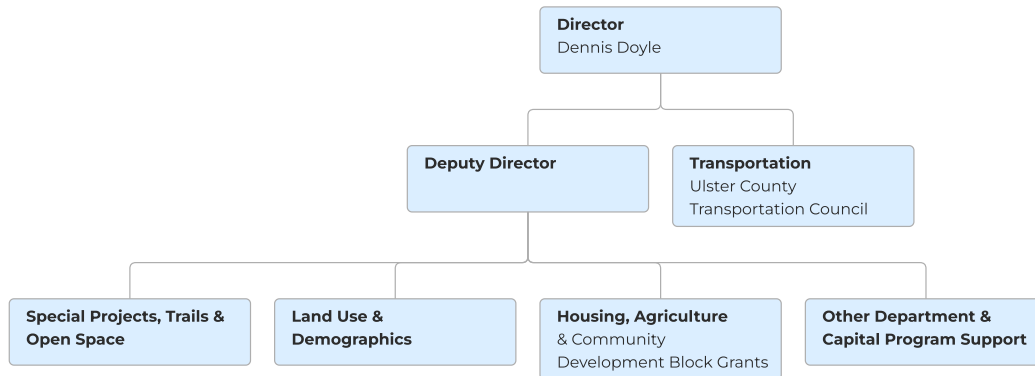 Director
Dennis Doyle
Deputy Director
Transportation
Ulster County
Transportation Council
Special Projects, Trails &
Open Space
Land Use &
Demographics
Housing, Agriculture
& Community
Development Block Grants
Other Department &
Capital Program Support